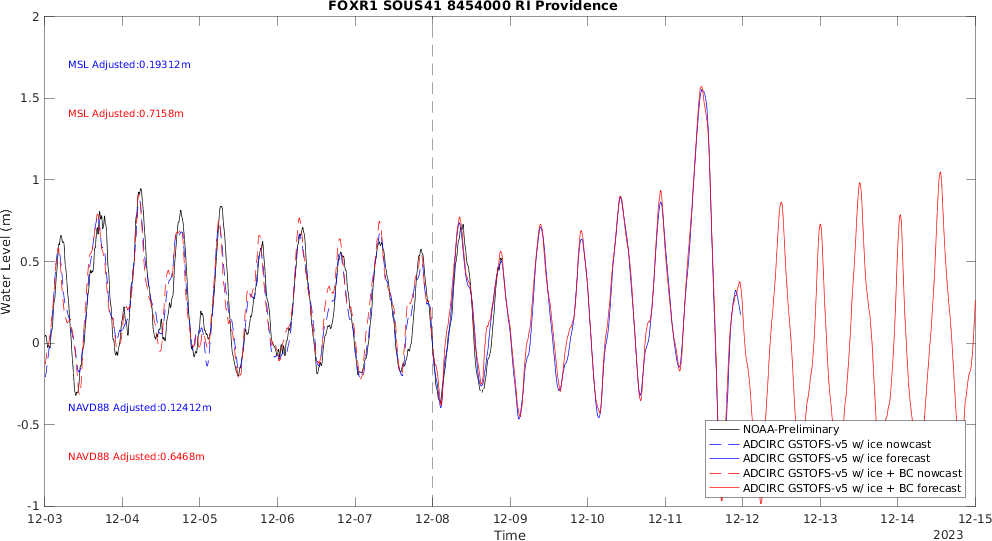 FOXR1 SOUS41 8454000 RI Providence
2
MSL Adjusted:0.19312m
1.5
MSL Adjusted:0.7158m
1
0.5
Water Level (m)
0
NAVD88 Adjusted:0.12412m
-0.5
NAVD88 Adjusted:0.6468m
-1
NOAA-Preliminary
ADCIRC GSTOFS-v5 w/ ice nowcast
ADCIRC GSTOFS-v5 w/ ice forecast
ADCIRC GSTOFS-v5 w/ ice + BC nowcast
ADCIRC GSTOFS-v5 w/ ice + BC forecast
12-03 12-04 12-05 12-06 12-07 12-08 12-09 12-10 12-11 12-12 12-13 12-14 12-15
Time
2023